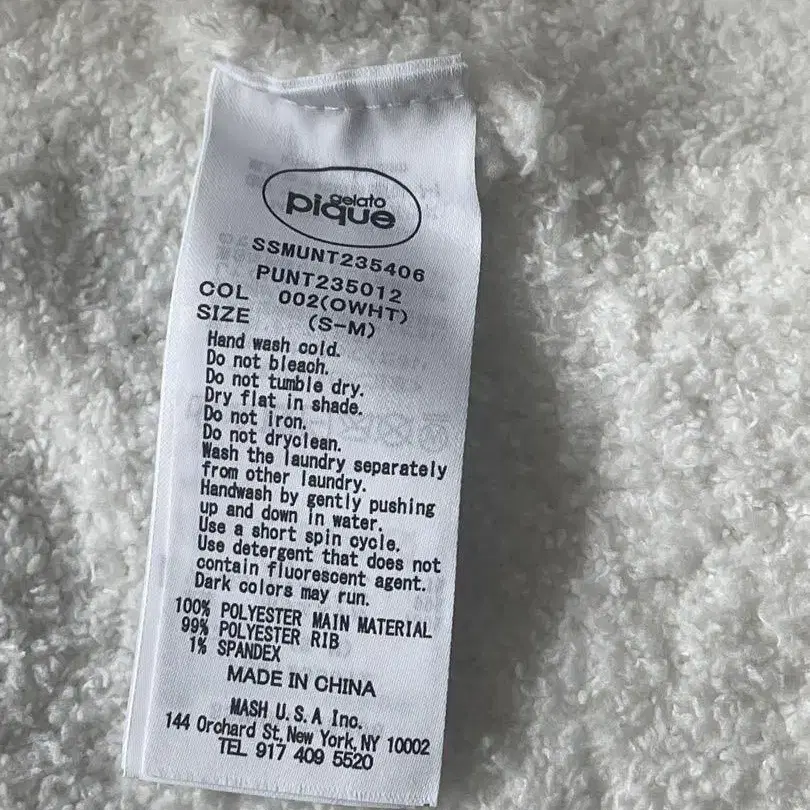 gelato
pique
SSMUNT235406
PUNT235012
COL 002(OWHT)
SIZE (S-M)
Hand wash cold.
Do not bleach.
Do not tumble dry.
Dry flat in shade.
Do not iron.
Do not dryclean.
Wash the laundry separately
from other laundry.
Handwash by gently pushing
up and down in water.
Use a short spin cycle.
Use detergent that does not
contain fluorescent agent.
Dark colors may run.
100% POLYESTER MAIN MATERIAL
99% POLYESTER RIB
1% SPANDEX
MADE IN CHINA
MASH U.S.A Inc.
144 Orchard St, New York, NY 10002
TEL 917 409 5520